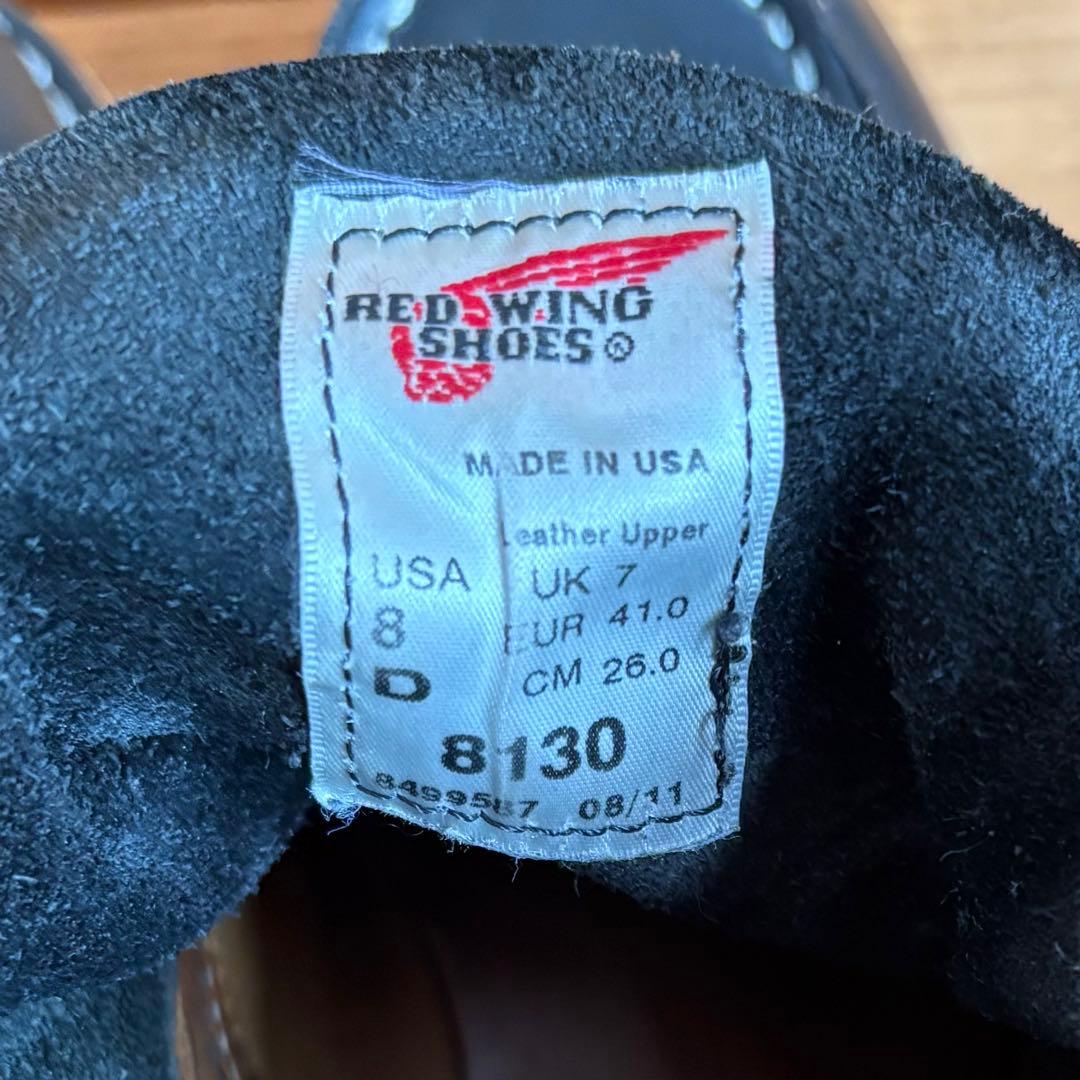 RED WING
SHOES®
MADE IN USA
Leather Upper
USA
8
D
UK 7
EUR 41.0
CM 26.0
8130
8499587 08/11